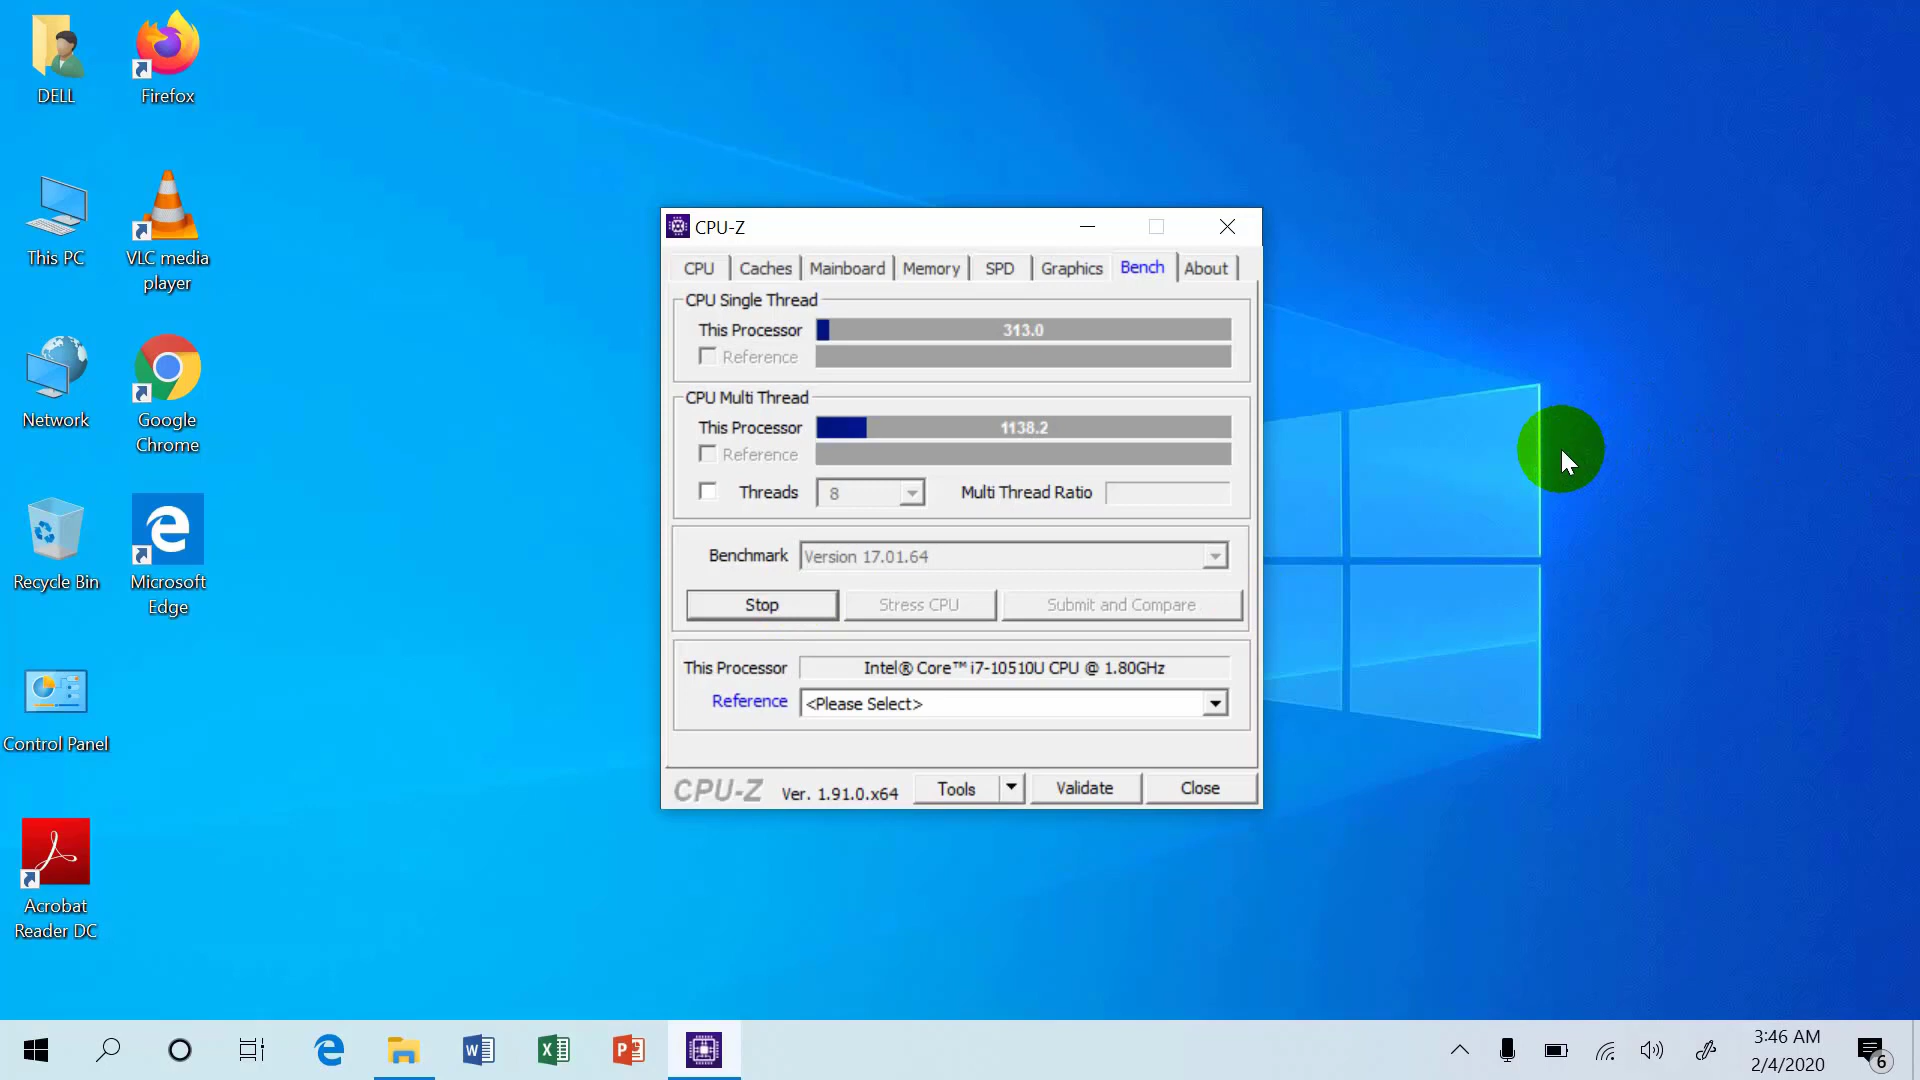 DELL
Firefox
This PC
VLC media
player
Network
Google
Chrome
Recycle Bin
Microsoft
Edge
Control Panel
Acrobat
Reader DC
CPU-Z
CPU
Caches
Mainboard
Memory
SPD
Graphics
Bench
About
CPU Single Thread
This Processor 313.0
Reference
CPU Multi Thread
This Processor 1138.2
Reference
Threads 8 Multi Thread Ratio
Benchmark Version 17.01.64
Stop Stress CPU Submit and Compare
This Processor Intel® Core™ i7-10510U CPU @ 1.80GHz
Reference <Please Select>
CPU-Z Ver. 1.91.0.x64 Tools Validate Close
3:46 AM
2/4/2020
6